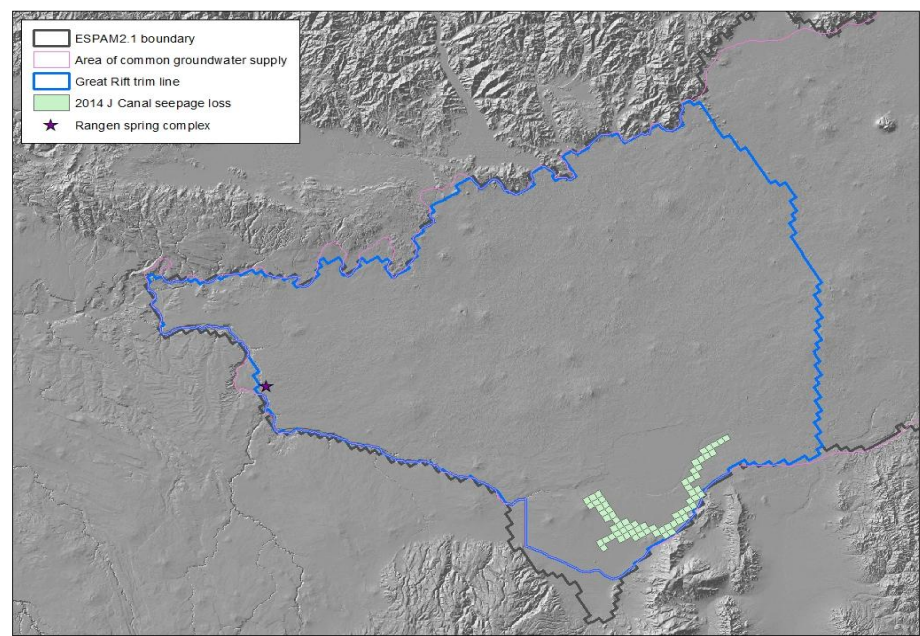 ESPAM2.1 boundary
Area of common groundwater supply
Great Rift trim line
2014 J Canal seepage loss
Rangen spring complex